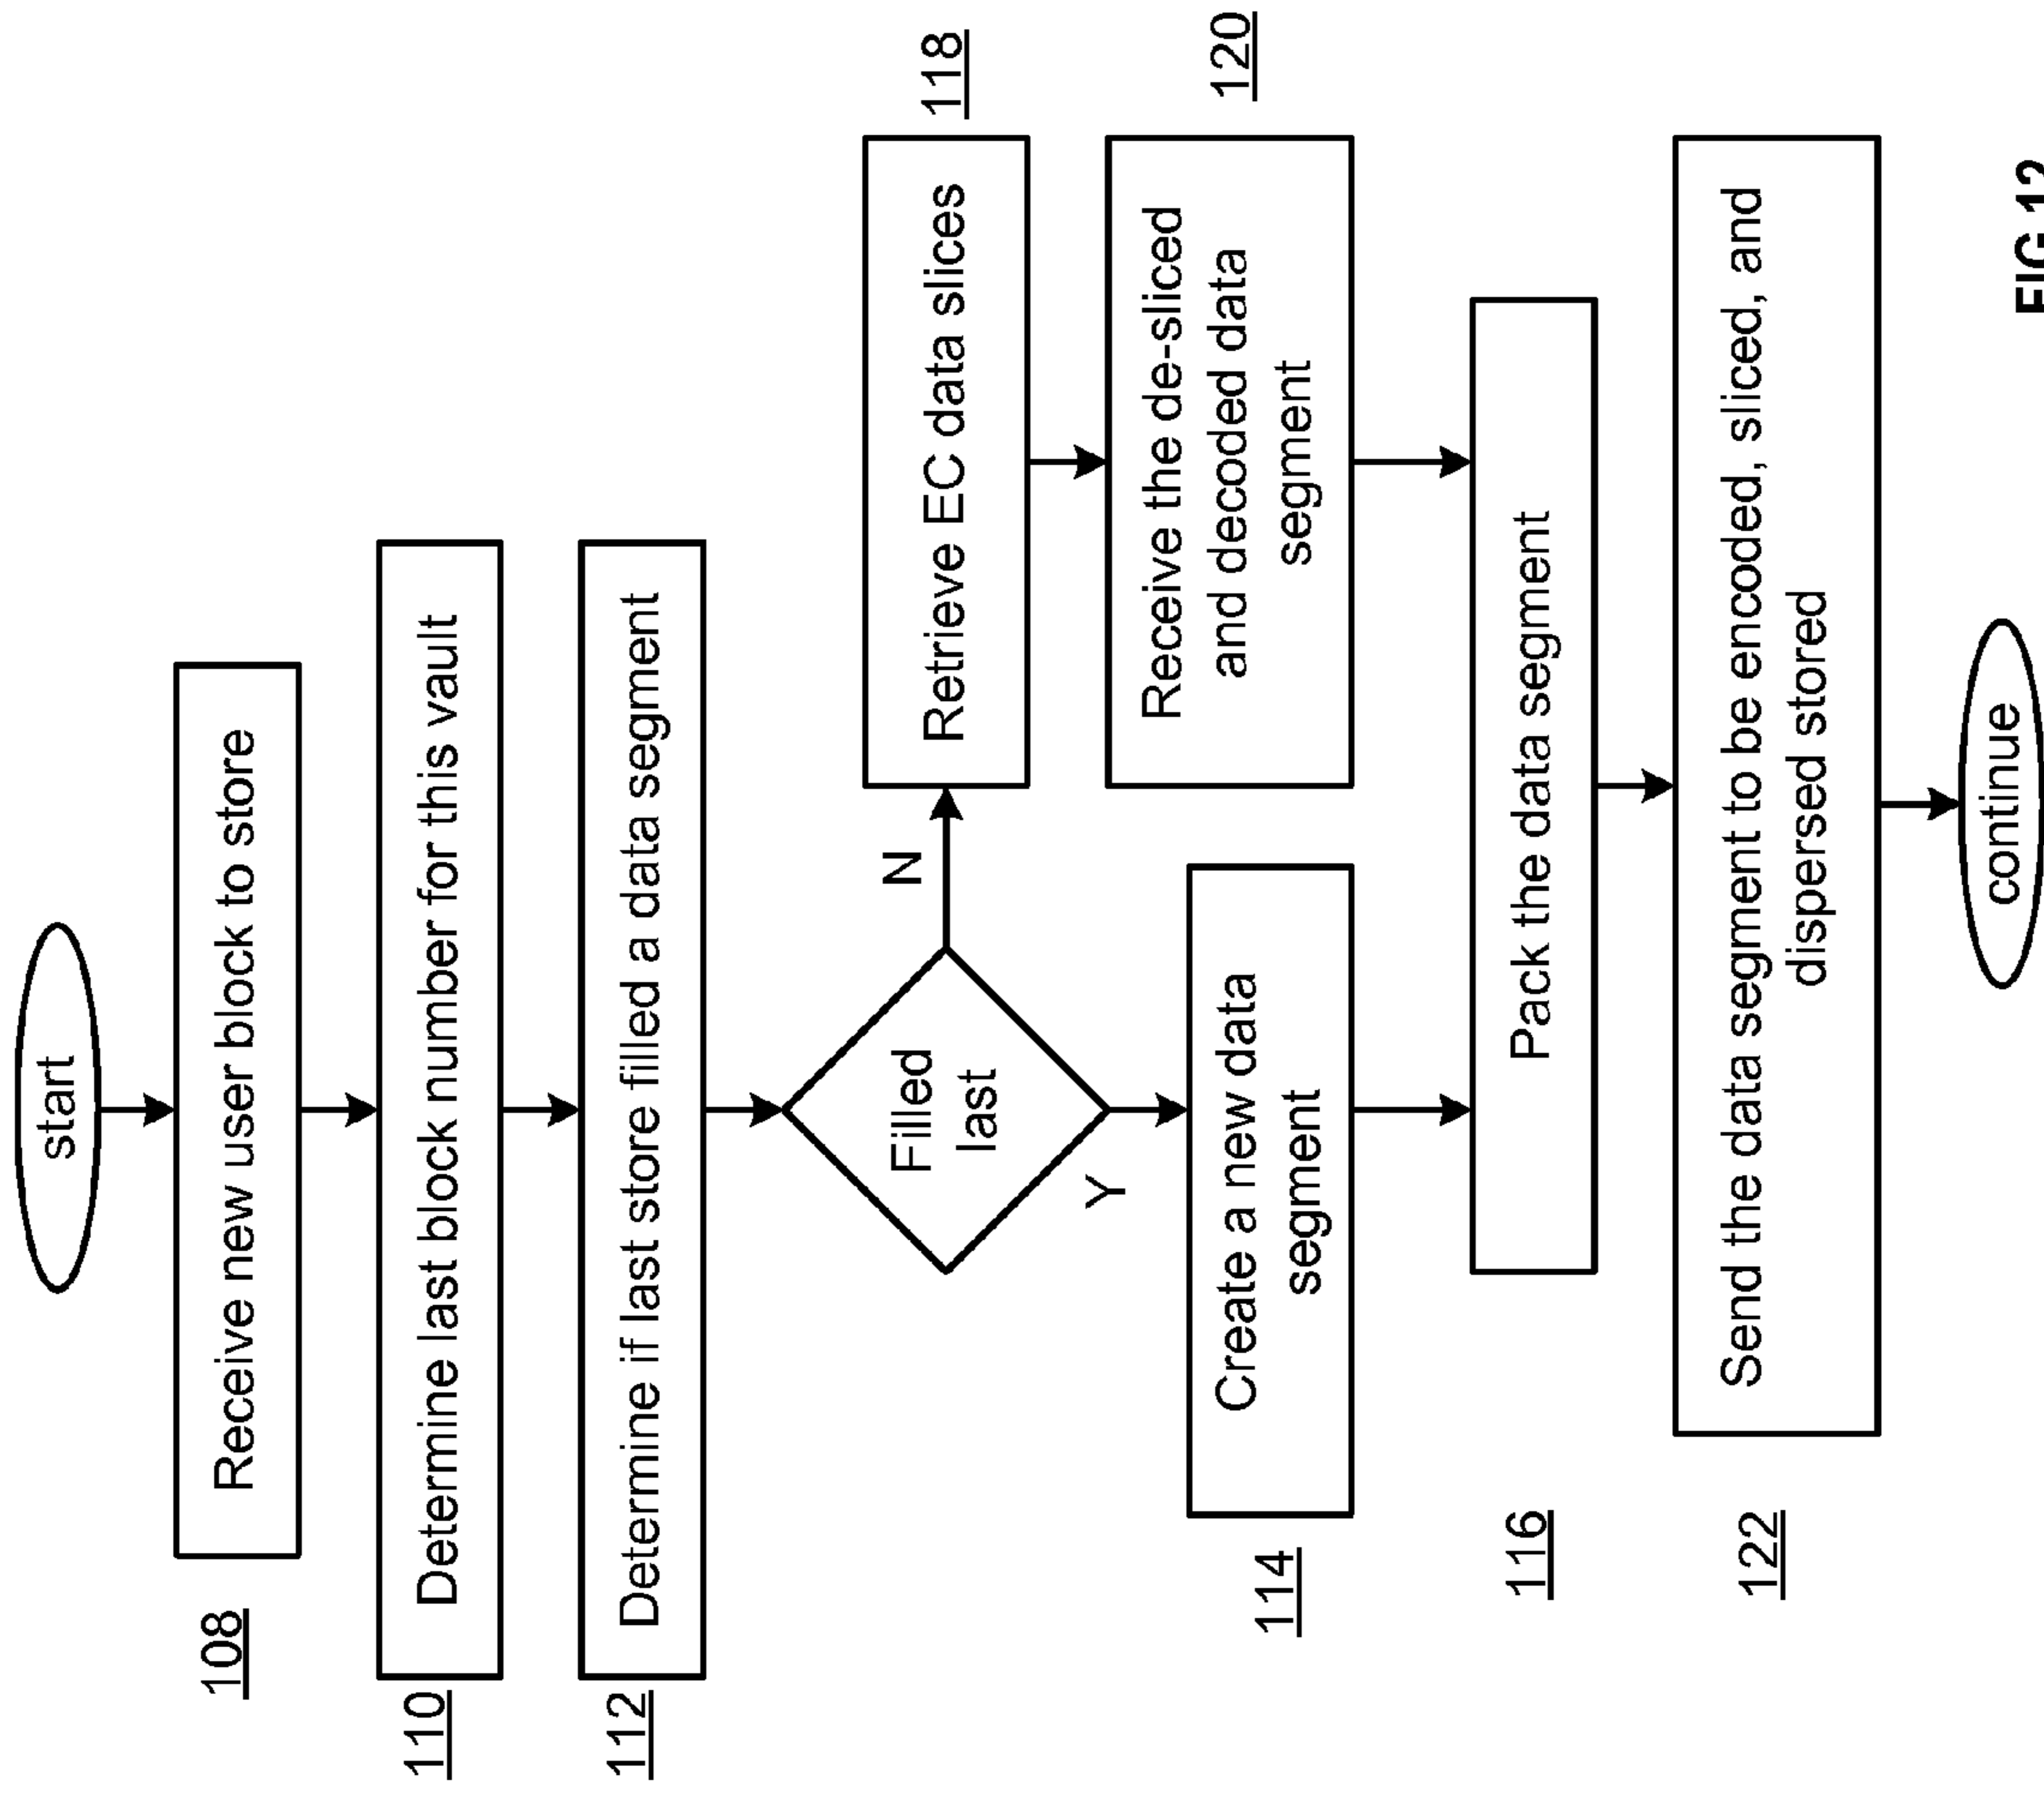 start
108
Receive new user block to store
110
Determine last block number for this vault
112
Determine if last store filled a data segment
Filled
last
N
Y
Retrieve EC data slices
118
Receive the de-sliced
and decoded data
segment
120
114
Create a new data
segment
116
Pack the data segment
122
Send the data segment to be encoded, sliced, and
dispersed stored
continue
FIG.12